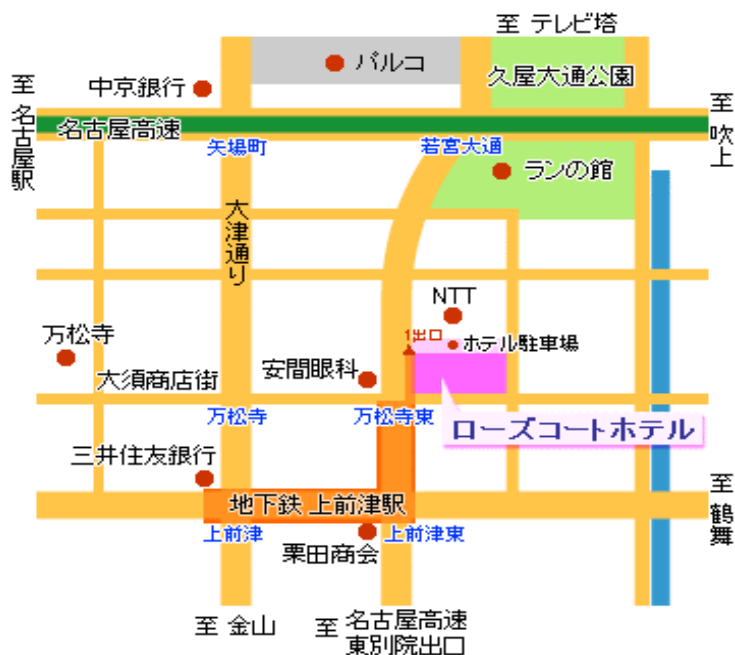 至 テレビ塔
パルコ
久屋大通公園
至 名古屋駅
中京銀行
至 吹上
名古屋高速
矢場町
若宮大通
ランの館
大津通り
NTT
1出口
ホテル駐車場
万松寺
安間眼科
大須商店街
万松寺
万松寺東
ローズコートホテル
三井住友銀行
地下鉄 上前津駅
至 鶴舞
上前津
上前津東
栗田商会
至 金山
至 名古屋高速
東別院出口